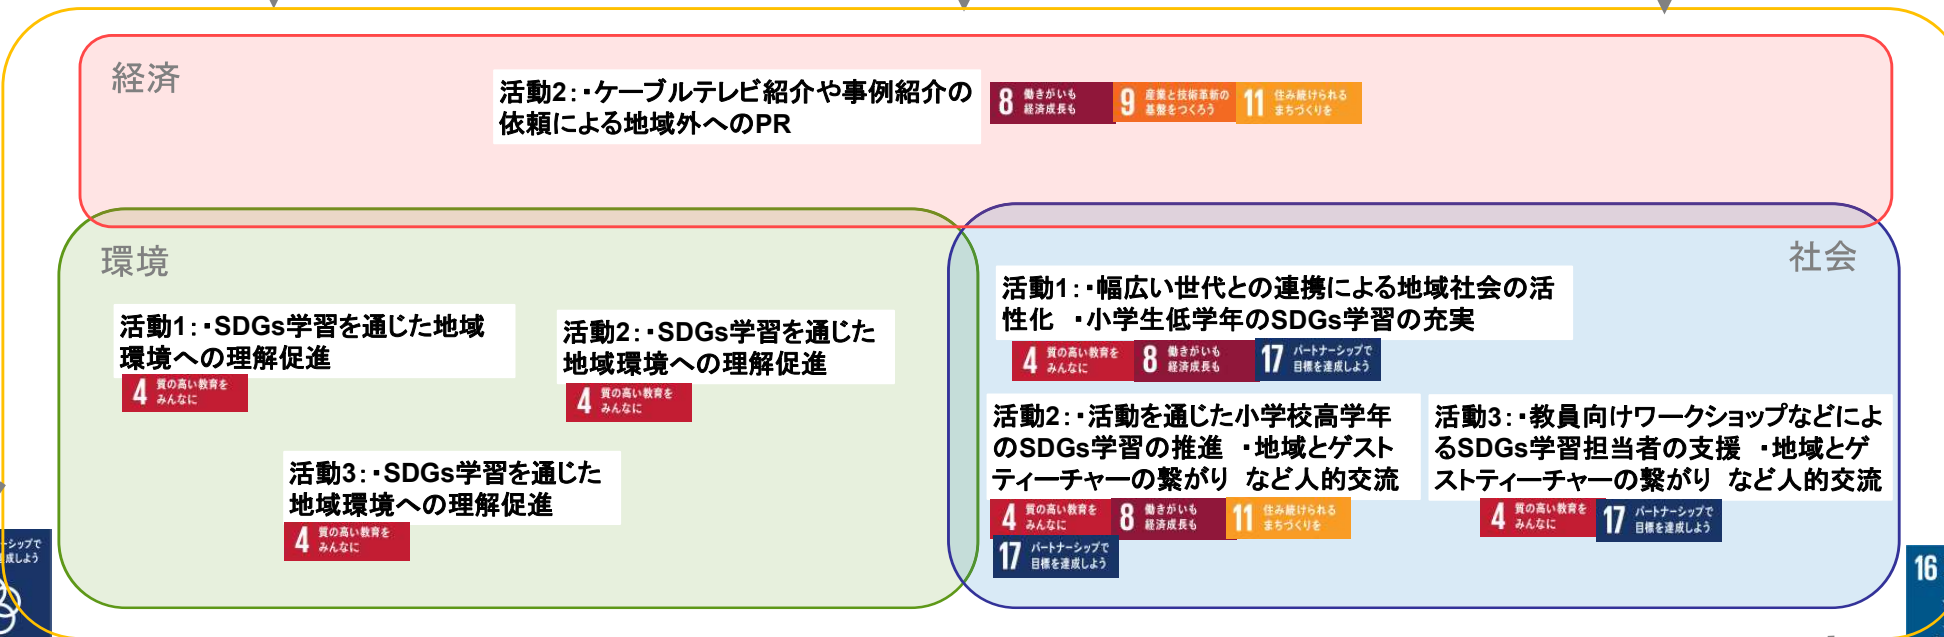 経済
活動2：・ケーブルテレビ紹介や事例紹介の
依頼による地域外へのPR
8 働きがいも
経済成長も
9 産業と技術革新の
基盤をつくろう
11 住み続けられる
まちづくりを
環境
活動1：・SDGs学習を通じた地域
環境への理解促進
4 質の高い教育を
みんなに
活動2：・SDGs学習を通じた
地域環境への理解促進
4 質の高い教育を
みんなに
活動3：・SDGs学習を通じた
地域環境への理解促進
4 質の高い教育を
みんなに
社会
活動1：・幅広い世代との連携による地域社会の活
性化　・小学生低学年のSDGs学習の充実
4 質の高い教育を
みんなに
8 働きがいも
経済成長も
17 パートナーシップで
目標を達成しよう
活動2：・活動を通じた小学校高学年
のSDGs学習の推進　・地域とゲスト
ティーチャーの繋がり　など人的交流
4 質の高い教育を
みんなに
8 働きがいも
経済成長も
11 住み続けられる
まちづくりを
17 パートナーシップで
目標を達成しよう
活動3：・教員向けワークショップなどによ
るSDGs学習担当者の支援　・地域とゲ
ストティーチャーの繋がり　など人的交流
4 質の高い教育を
みんなに
17 パートナーシップで
目標を達成しよう
ーシップで
成しよう
16